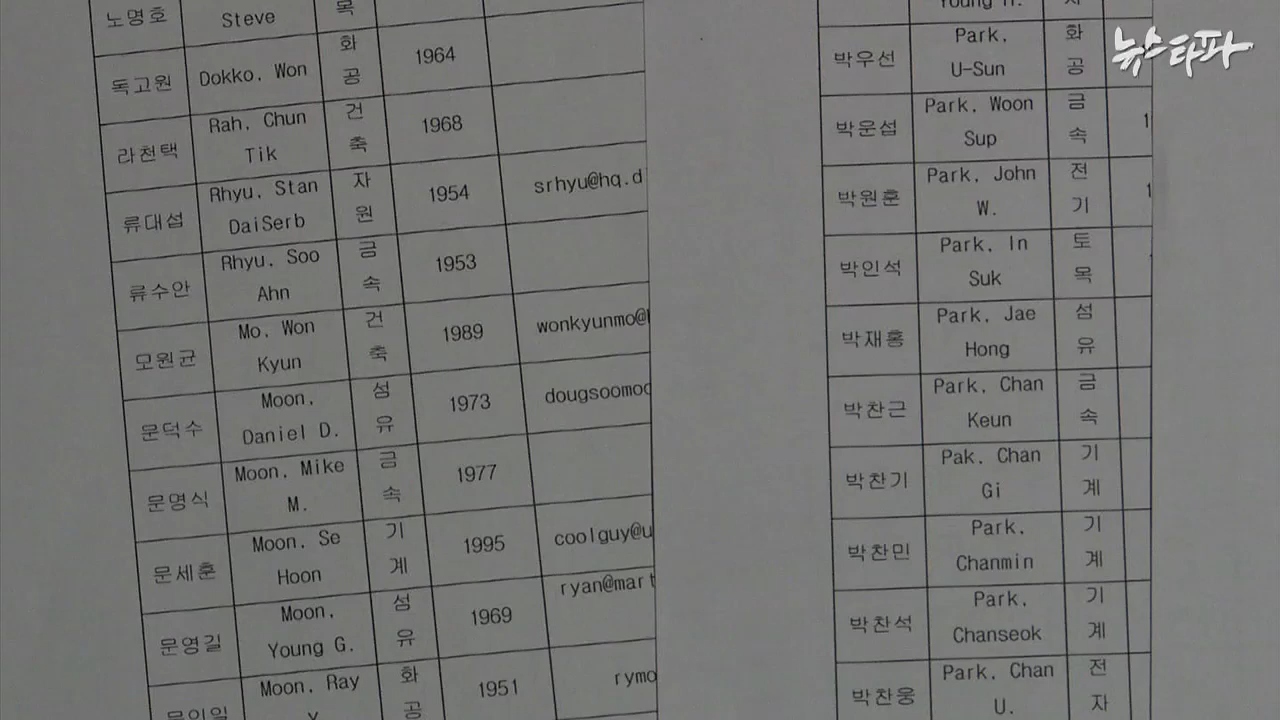 노명호 Steve 목
독고원 Dokko. Won 화공 1964
라천택 Rah. Chun Tik 건축 1968
류대섭 Rhyu. Stan DaiSerb 자원 1954 srhyu@hq.d
류수안 Rhyu. Soo Ahn 금속 1953
모원균 Mo. Won Kyun 건축 1989 wonkyunmo@
문덕수 Moon. Daniel D. 섬유 1973 dougsoomoo
문영식 Moon. Mike M. 금속 1977
문세훈 Moon. Se Hoon 기계 1995 coolguy@u
문영길 Moon. Young G. 섬유 1969 ryan@mart
문인일 Moon. Ray Y 화공 1951 rymo
Young H. 자
박우선 Park. U-Sun 화공
박운섭 Park. Woon Sup 금속 1
박원훈 Park. John W. 전기 1
박인석 Park. In Suk 토목
박재홍 Park. Jae Hong 섬유
박찬근 Park. Chan Keun 금속
박찬기 Pak. Chan Gi 기계
박찬민 Park. Chanmin 기계
박찬석 Park. Chanseok 기계
박찬웅 Park. Chan U. 전자
뉴스타파